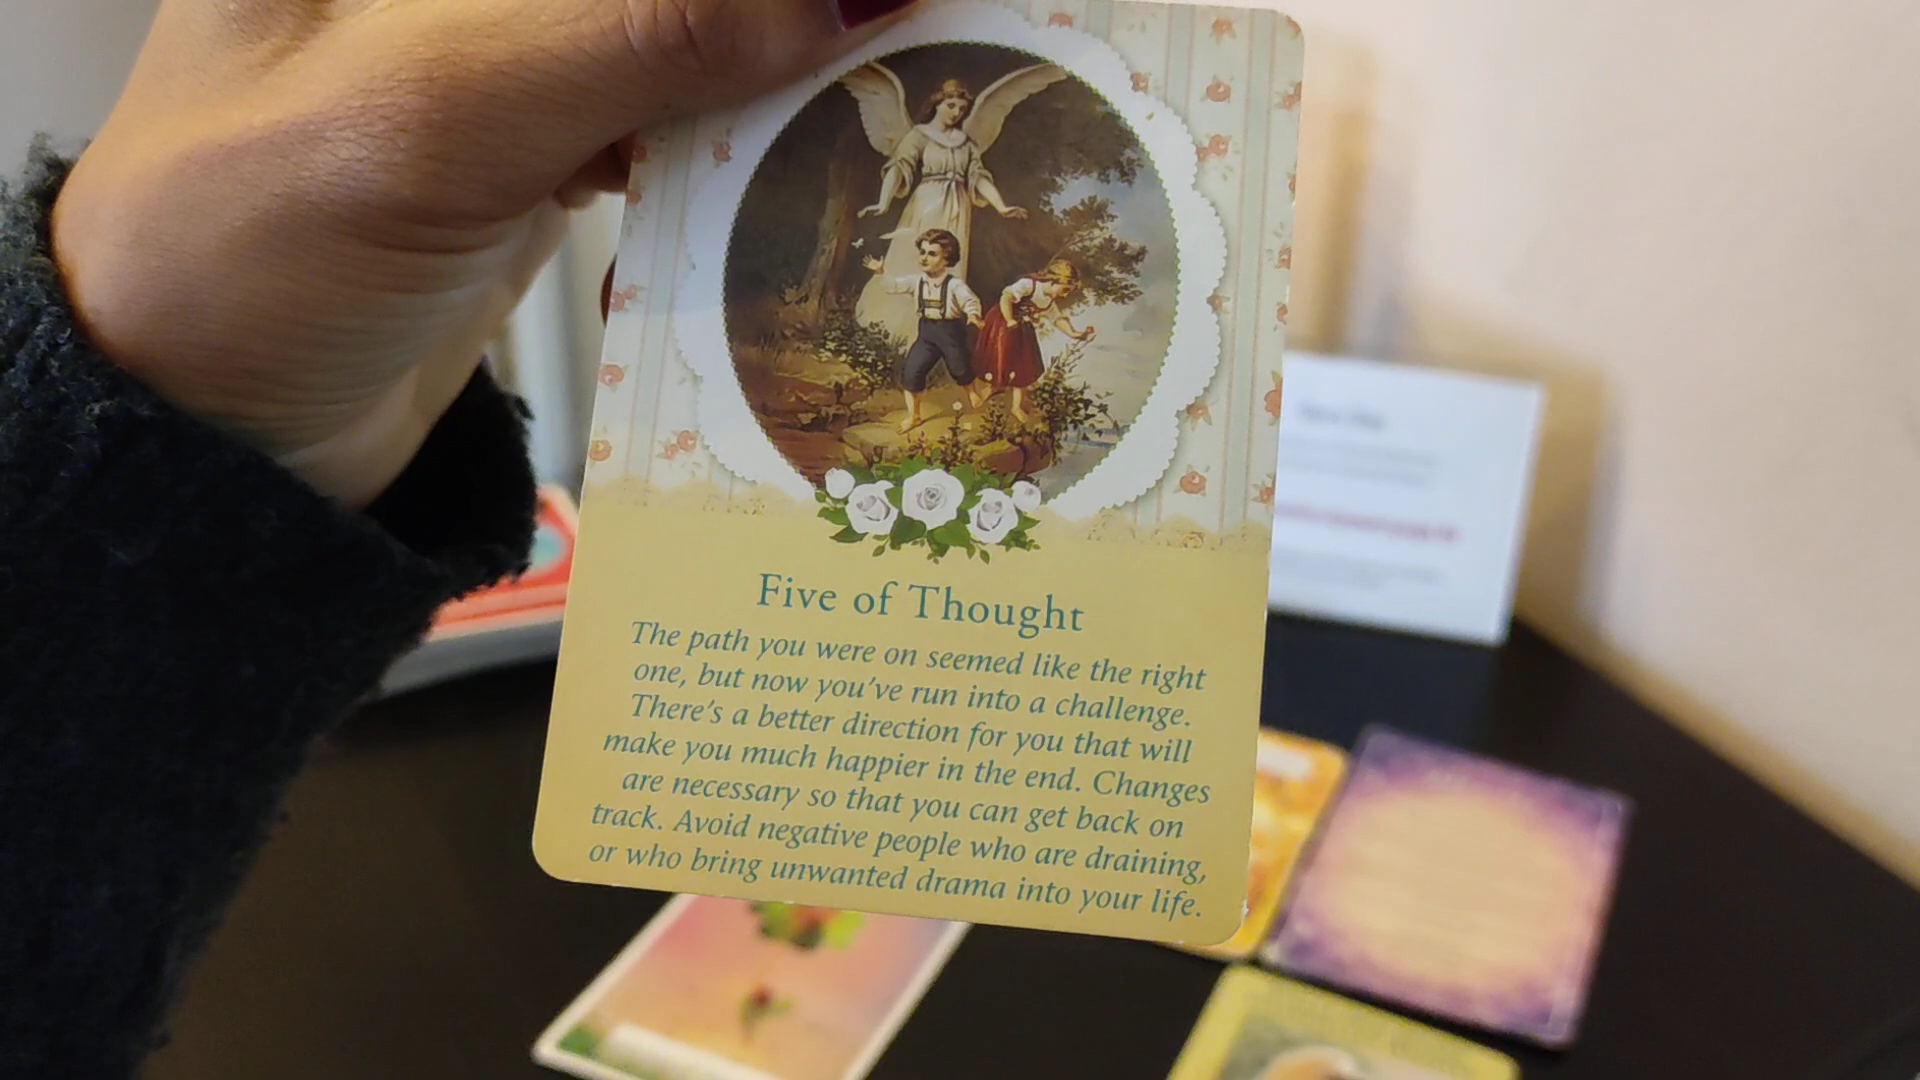 Five of Thought
The path you were on seemed like the right
one, but now you've run into a challenge.
There's a better direction for you that will
make you much happier in the end. Changes
are necessary so that you can get back on
track. Avoid negative people who are draining,
or who bring unwanted drama into your life.